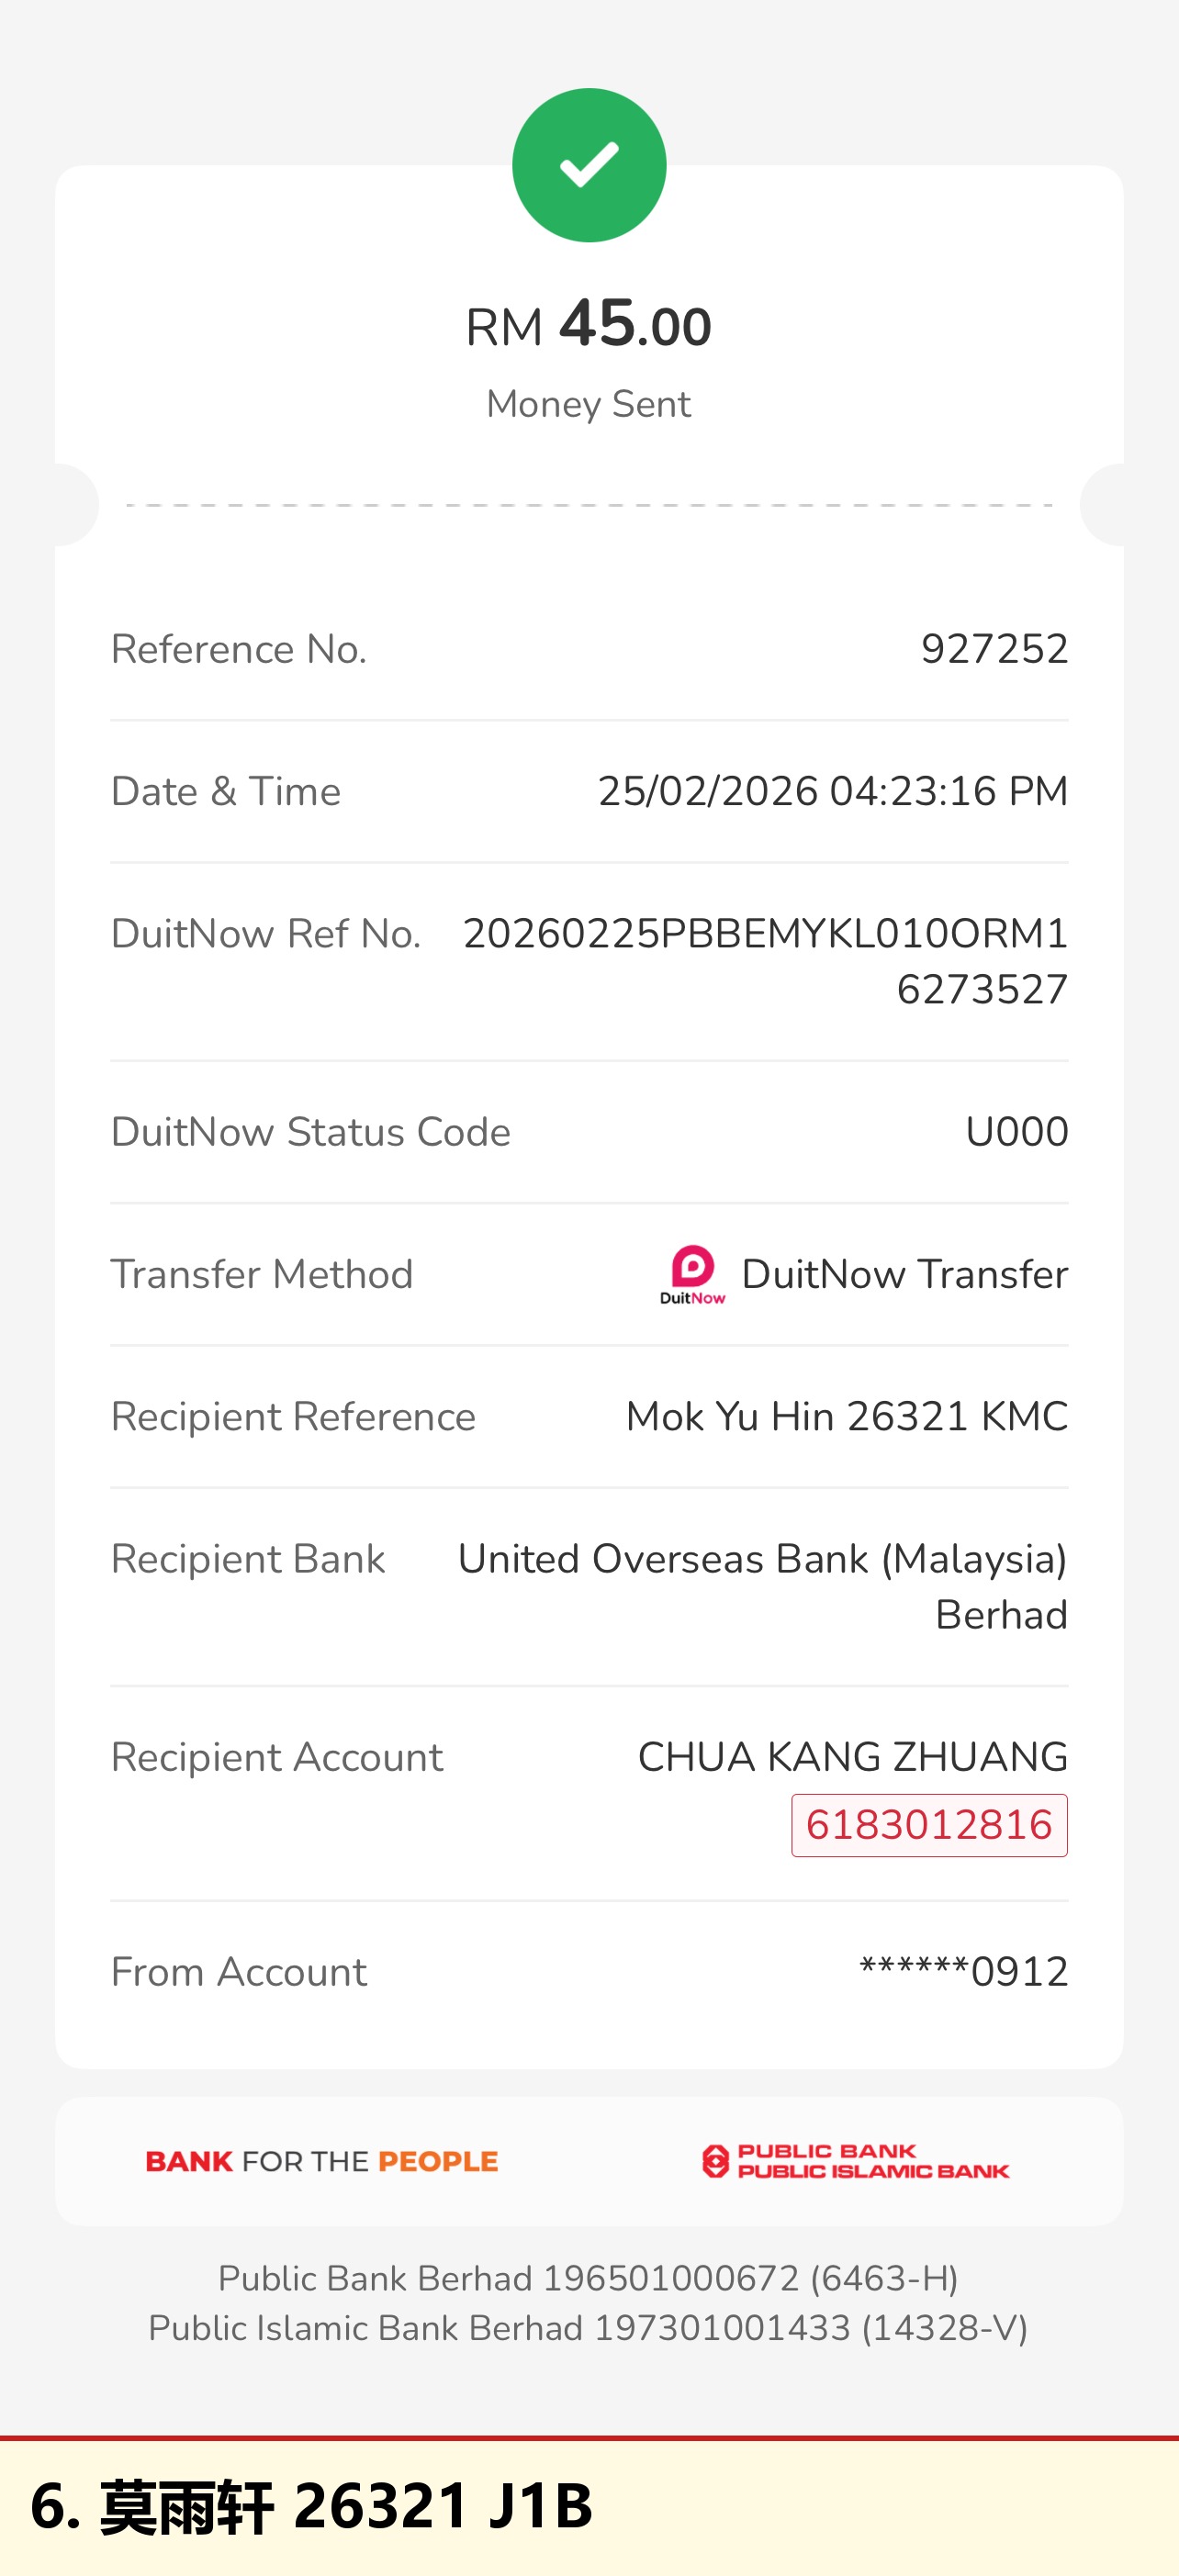 RM 45.00
Money Sent
Reference No. 927252
Date & Time 25/02/2026 04:23:16 PM
DuitNow Ref No. 20260225PBBEMYKL010ORM1
6273527
DuitNow Status Code U000
Transfer Method DuitNow DuitNow Transfer
Recipient Reference Mok Yu Hin 26321 KMC
Recipient Bank United Overseas Bank (Malaysia)
Berhad
Recipient Account CHUA KANG ZHUANG
6183012816
From Account ******0912
BANK FOR THE PEOPLE
PUBLIC BANK
PUBLIC ISLAMIC BANK
Public Bank Berhad 196501000672 (6463-H)
Public Islamic Bank Berhad 197301001433 (14328-V)
6. 莫雨轩 26321 J1B